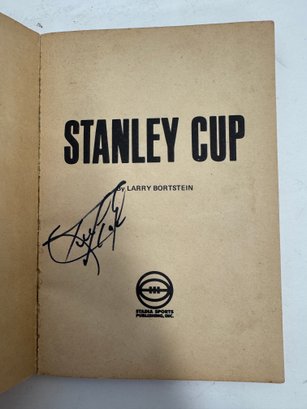 STANLEY CUP
By LARRY BORTSTEIN
STADIA SPORTS
PUBLISHING, INC.